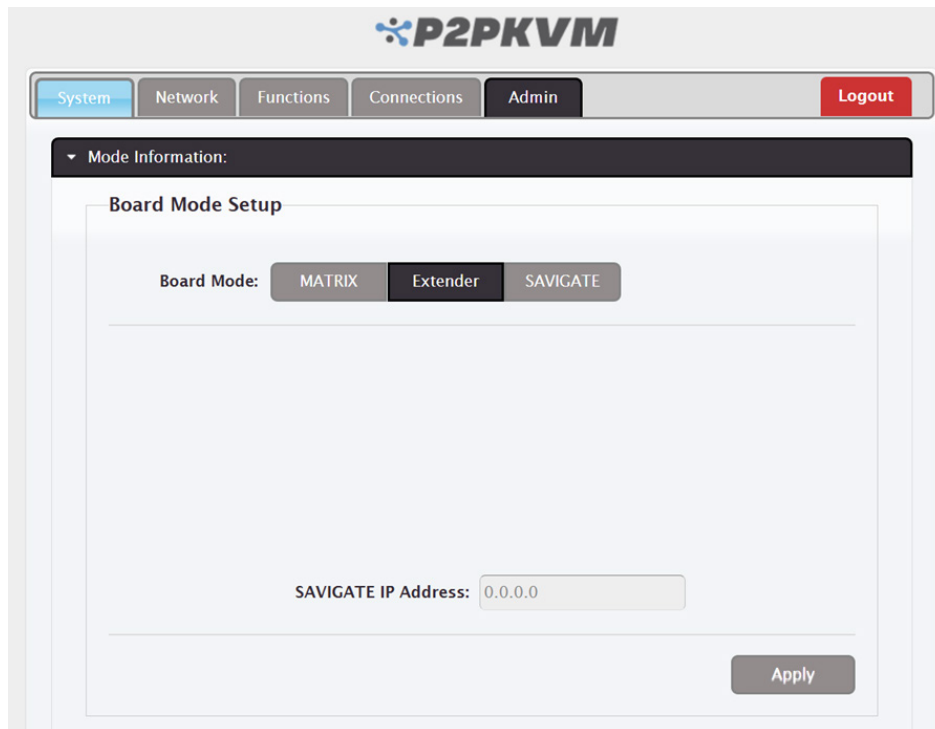 P2PKVM
System Network Functions Connections Admin Logout
Mode Information:
Board Mode Setup
Board Mode: MATRIX Extender SAVIGATE
SAVIGATE IP Address: 0.0.0.0
Apply